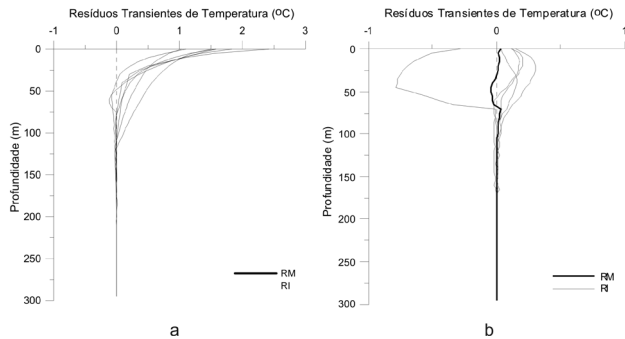 Resíduos Transientes de Temperatura (ºC)
-1 0 1 2 3
0
50
100
150
200
250
300
Profundidade (m)
RM
RI
a
Resíduos Transientes de Temperatura (ºC)
-1 0 1
0
50
100
150
200
250
300
Profundidade (m)
RM
RI
b